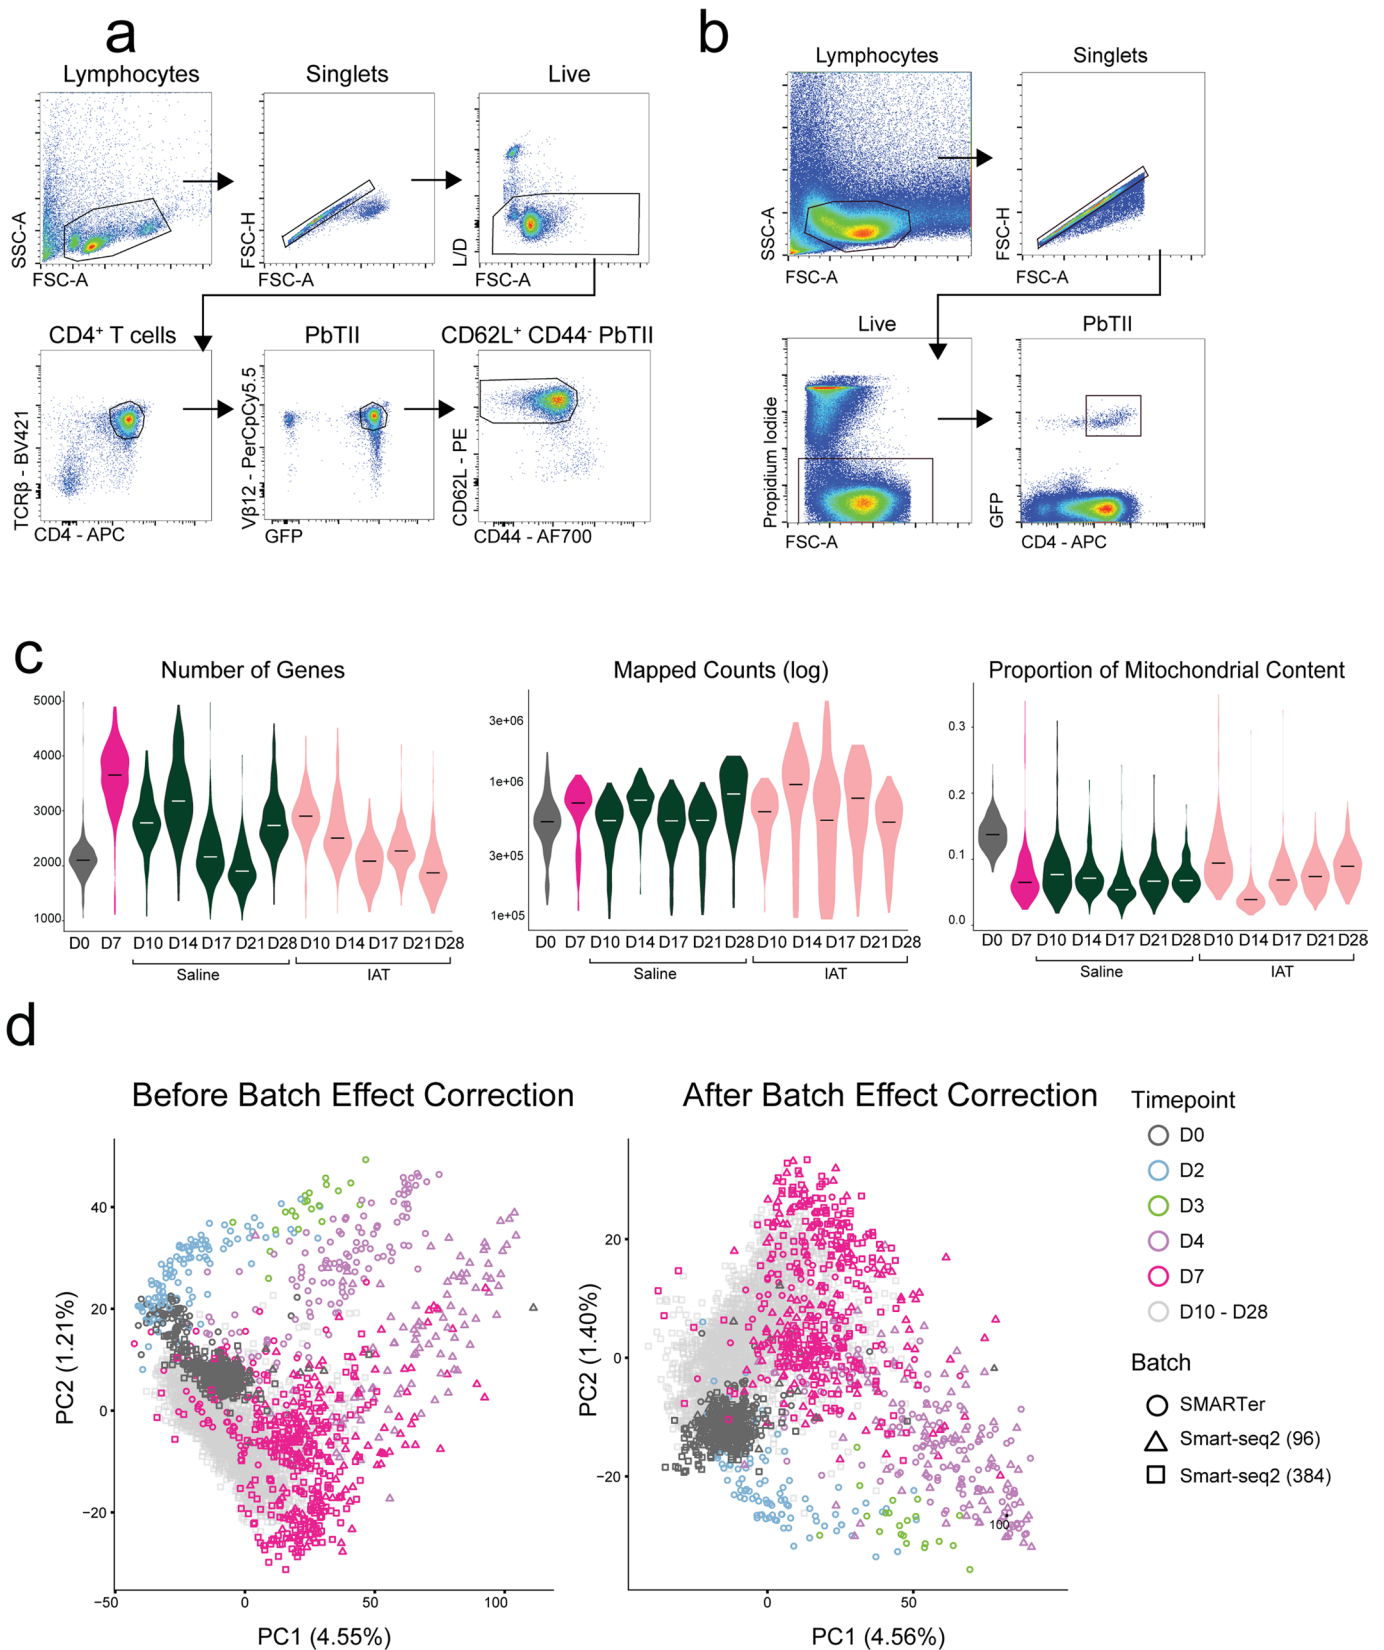 a
Lymphocytes
Singlets
Live
SSC-A
FSC-A
FSC-H
FSC-A
L/D
FSC-A
CD4+ T cells
PbTII
CD62L+ CD44- PbTII
TCRβ - BV421
CD4 - APC
Vβ12 - PerCpCy5.5
GFP
CD62L - PE
CD44 - AF700
b
Lymphocytes
Singlets
SSC-A
FSC-A
FSC-H
FSC-A
Live
PbTII
Propidium Iodide
FSC-A
GFP
CD4 - APC
c
Number of Genes
5000
4000
3000
2000
1000
D0 D7 D10 D14 D17 D21 D28 D10 D14 D17 D21 D28
Saline IAT
Mapped Counts (log)
3e+06
1e+06
3e+05
1e+05
D0 D7 D10 D14 D17 D21 D28 D10 D14 D17 D21 D28
Saline IAT
Proportion of Mitochondrial Content
0.3
0.2
0.1
0.0
D0 D7 D10 D14 D17 D21 D28 D10 D14 D17 D21 D28
Saline IAT
d
Before Batch Effect Correction
PC2 (1.21%)
40
20
0
−20
−50 0 50 100
PC1 (4.55%)
After Batch Effect Correction
PC2 (1.40%)
20
0
−20
100
0 50
PC1 (4.56%)
Timepoint
D0
D2
D3
D4
D7
D10 - D28
Batch
SMARTer
Smart-seq2 (96)
Smart-seq2 (384)